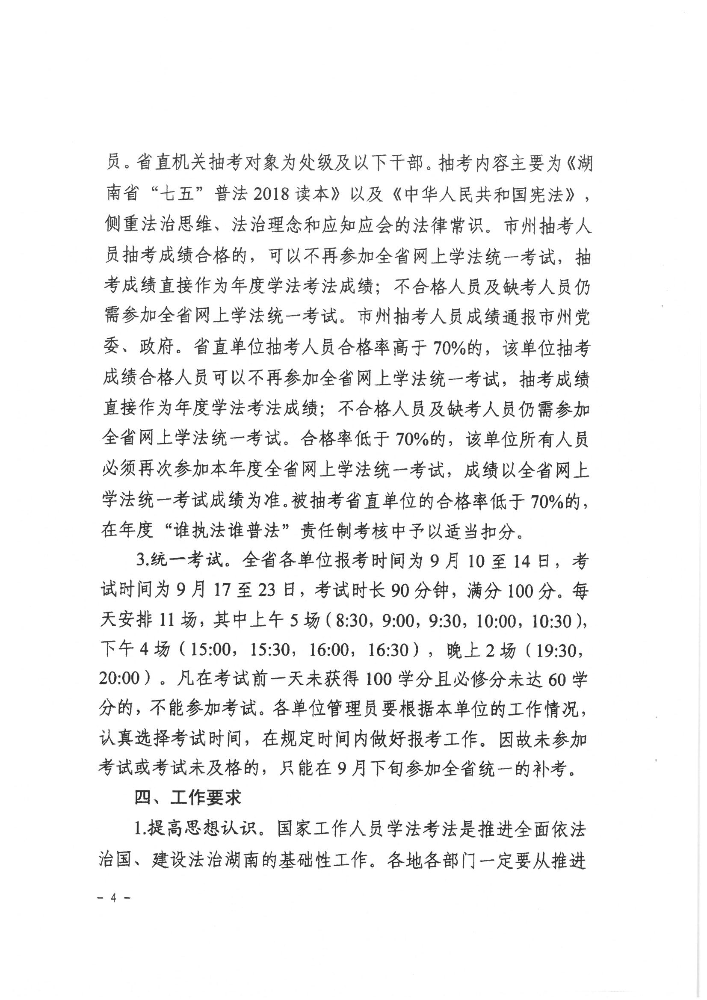 员。省直机关抽考对象为处级及以下干部。抽考内容主要为《湖
南省“七五”普法2018读本》以及《中华人民共和国宪法》，
侧重法治思维、法治理念和应知应会的法律常识。市州抽考人
员抽考成绩合格的，可以不再参加全省网上学法统一考试，抽
考成绩直接作为年度学法考法成绩；不合格人员及缺考人员仍
需参加全省网上学法统一考试。市州抽考人员成绩通报市州党
委、政府。省直单位抽考人员合格率高于70%的，该单位抽考
成绩合格人员可以不再参加全省网上学法统一考试，抽考成绩
直接作为年度学法考法成绩；不合格人员及缺考人员仍需参加
全省网上学法统一考试。合格率低于70%的，该单位所有人员
必须再次参加本年度全省网上学法统一考试，成绩以全省网上
学法统一考试成绩为准。被抽考省直单位的合格率低于70%的，
在年度“谁执法谁普法”责任制考核中予以适当扣分。
3.统一考试。全省各单位报考时间为9月10至14日，考
试时间为9月17至23日，考试时长90分钟，满分100分。每
天安排11场，其中上午5场（8:30，9:00，9:30，10:00，10:30），
下午4场（15:00，15:30，16:00，16:30），晚上2场（19:30，
20:00）。凡在考试前一天未获得100学分且必修分未达60学
分的，不能参加考试。各单位管理员要根据本单位的工作情况，
认真选择考试时间，在规定时间内做好报考工作。因故未参加
考试或考试未及格的，只能在9月下旬参加全省统一的补考。
四、工作要求
1.提高思想认识。国家工作人员学法考法是推进全面依法
治国、建设法治湖南的基础性工作。各地各部门一定要从推进
- 4 -